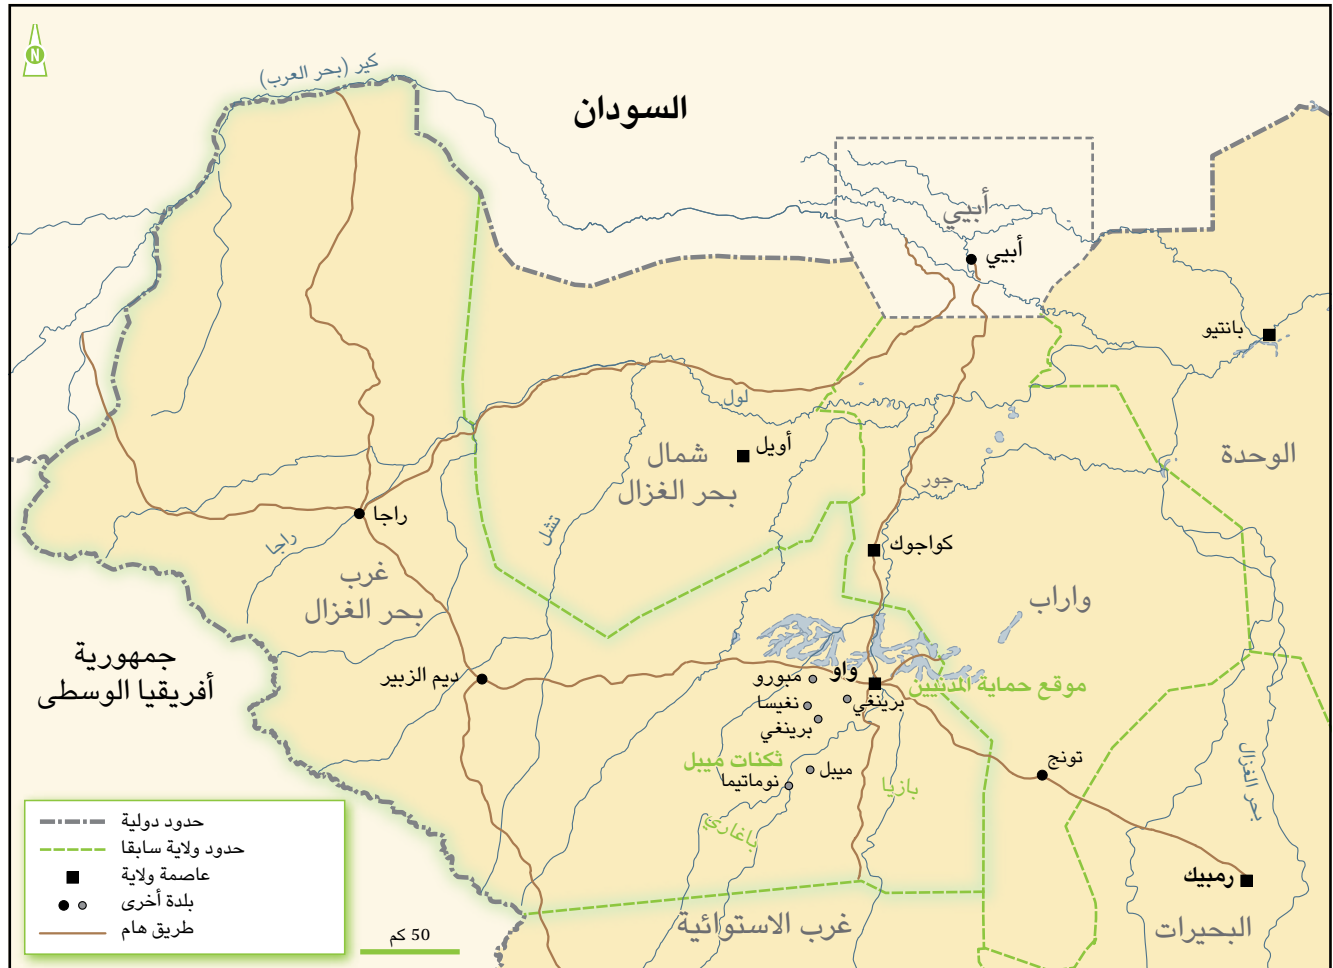 N
كير (بحر العرب)
السودان
أبيي
أبيي
بانتيو
لول
أويل
شمال
بحر الغزال
الوحدة
جور
راجا
راجا
تشل
كواجوك
غرب
بحر الغزال
واراب
جمهورية
أفريقيا الوسطى
ديم الزبير
مبورو
واو
موقع حماية المدنيين
نغيسا
برينغي
برينغي
ثكنات ميبل
ميبل
نوماتيما
بازيا
باغاري
تونج
بحر الغزال
رمبيك
البحيرات
غرب الاستوائية
حدود دولية
حدود ولاية سابقا
عاصمة ولاية
بلدة أخرى
طريق هام
50 كم